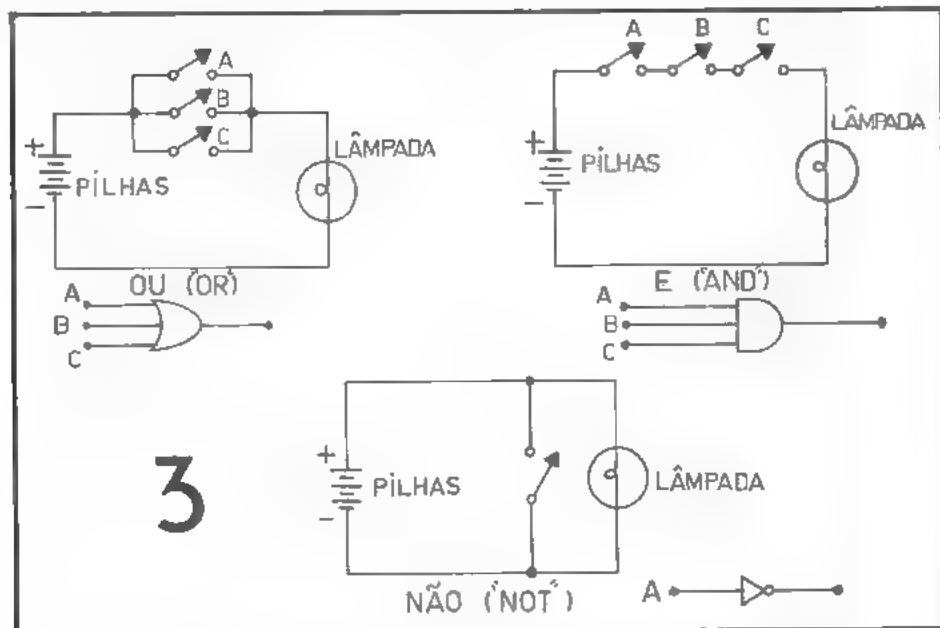 A
B
C
+
PILHAS
-
LÂMPADA
OU ("OR")
A
B
C
A B C
+
PILHAS
-
LÂMPADA
E ("AND")
A
B
C
3
+
PILHAS
-
LÂMPADA
NÃO ("NOT")
A